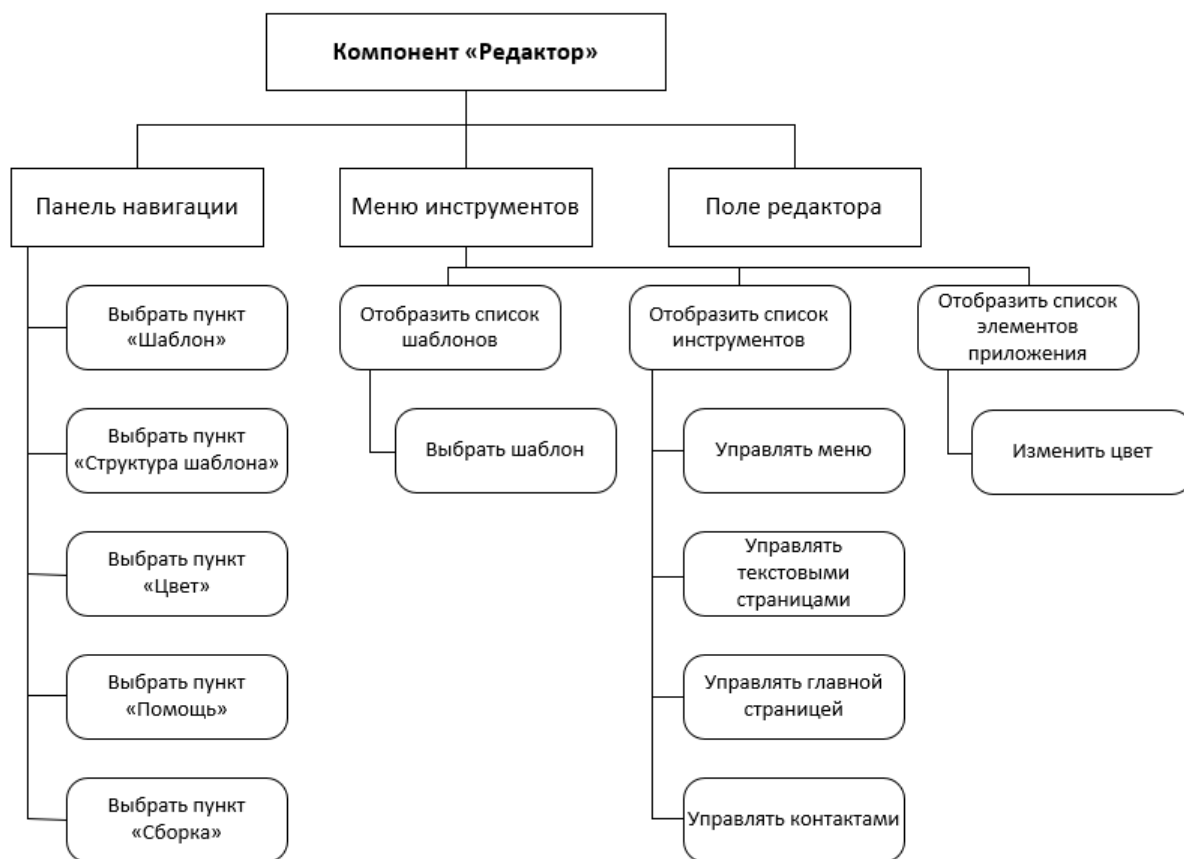 Компонент «Редактор»
Панель навигации
Меню инструментов
Поле редактора
Выбрать пункт
«Шаблон»
Отобразить список
шаблонов
Отобразить список
инструментов
Отобразить список
элементов
приложения
Выбрать пункт
«Структура шаблона»
Выбрать шаблон
Управлять меню
Изменить цвет
Выбрать пункт
«Цвет»
Управлять
текстовыми
страницами
Выбрать пункт
«Помощь»
Управлять главной
страницей
Выбрать пункт
«Сборка»
Управлять контактами